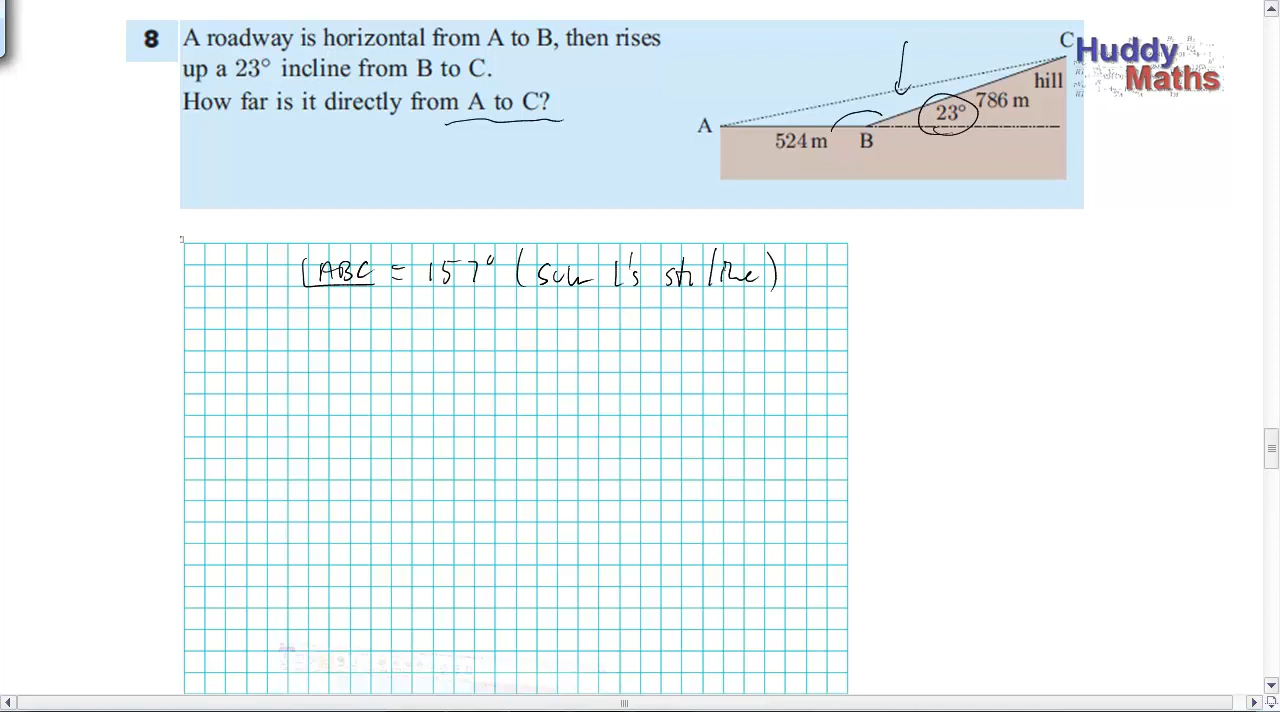 8 A roadway is horizontal from A to B, then rises
up a 23° incline from B to C.
How far is it directly from A to C?
C
Huddy
Maths
hill
786 m
23°
A
524 m
B
∠ABC = 157° (sum ∠'s str line)